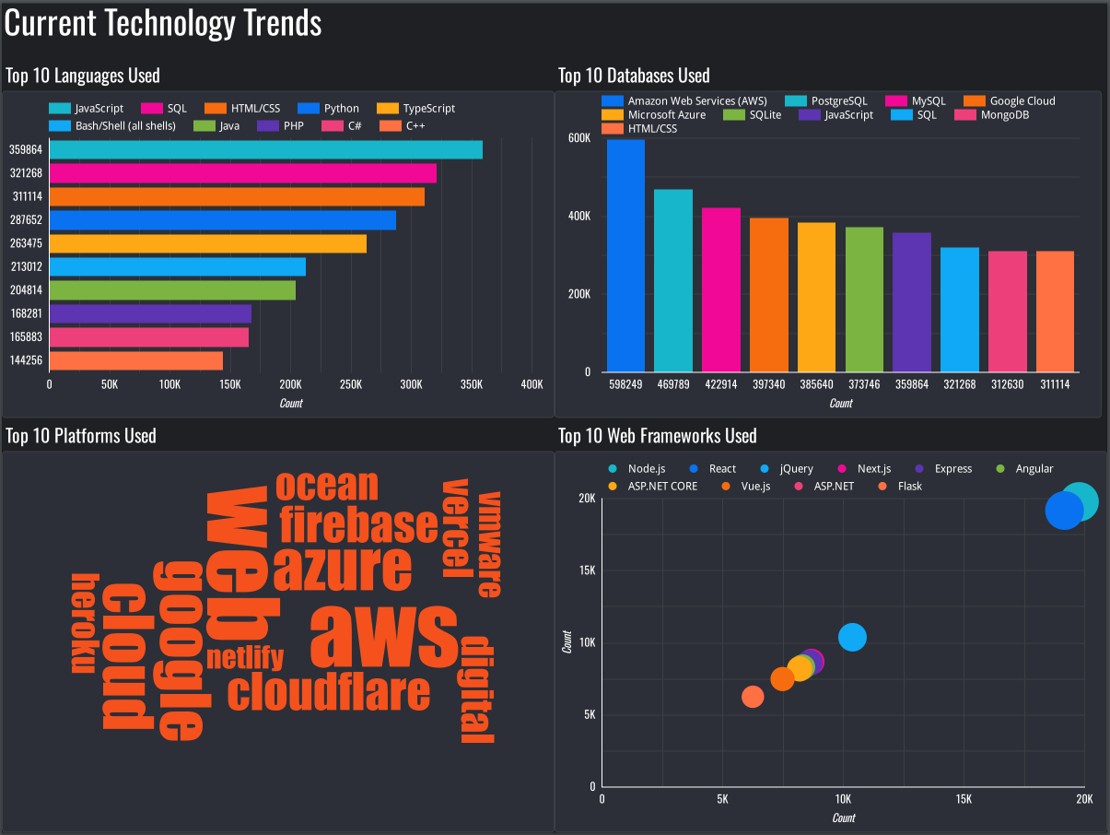 Current Technology Trends
Top 10 Languages Used
JavaScript SQL HTML/CSS Python TypeScript
Bash/Shell (all shells) Java PHP C# C++
359864
321268
311114
287652
263475
213012
204814
168281
165883
144256
0 50K 100K 150K 200K 250K 300K 350K 400K
Count
Top 10 Databases Used
Amazon Web Services (AWS) PostgreSQL MySQL Google Cloud
Microsoft Azure SQLite JavaScript SQL MongoDB
HTML/CSS
600K
400K
200K
0
598249 469789 422914 397340 385640 373746 359864 321268 312630 311114
Count
Top 10 Platforms Used
ocean
firebase
azure
Web
vercel
vmware
heroku
cloud
google
aws
netlify
cloudflare
digital
Top 10 Web Frameworks Used
Node.js React jQuery Next.js Express Angular
ASP.NET CORE Vue.js ASP.NET Flask
20K
15K
10K
5K
0
Count
0 5K 10K 15K 20K
Count